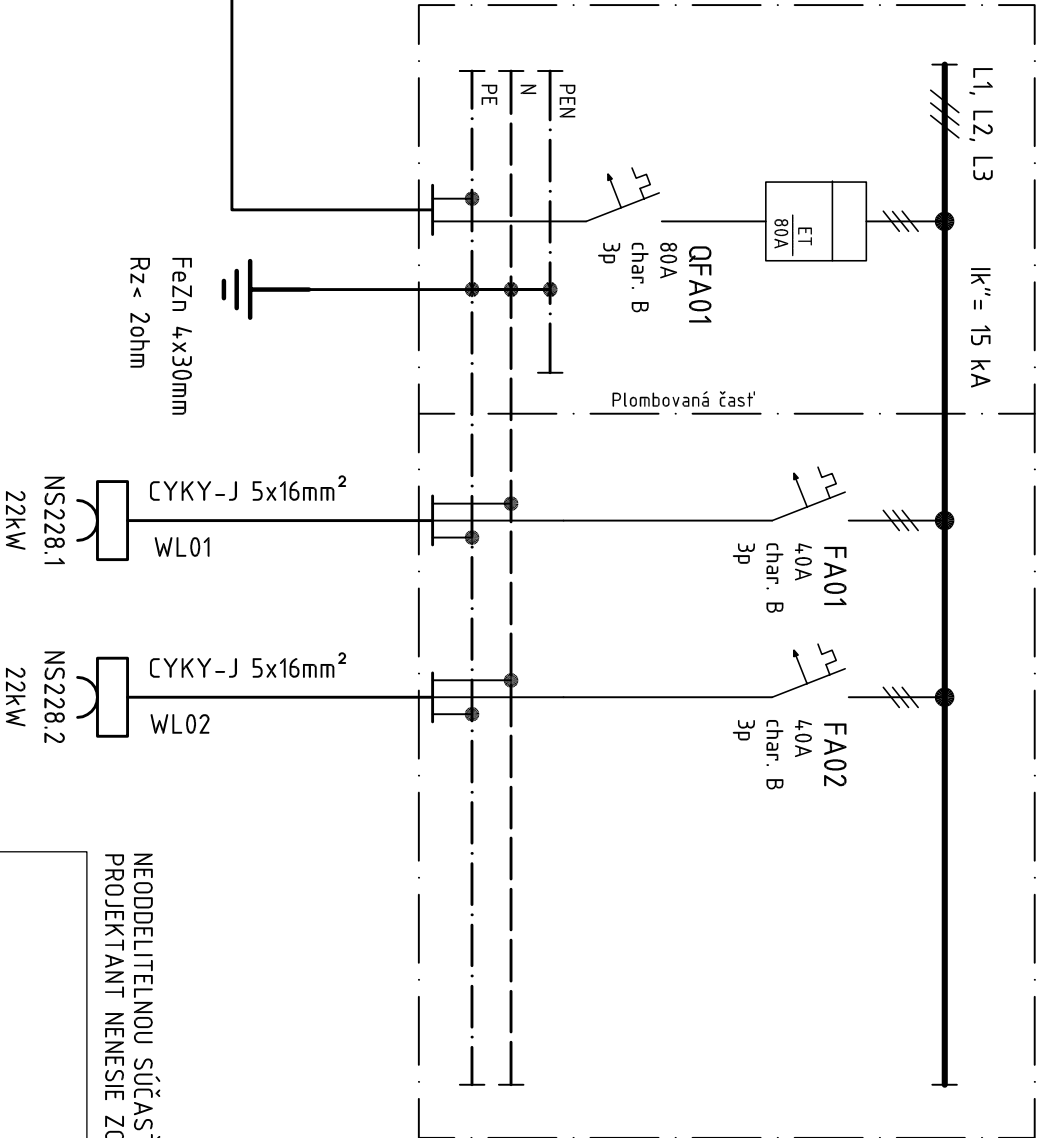 L1, L2, L3
Ik"= 15 kA
PEN
N
PE
ET
80A
QFA01
80A
char. B
3p
FeZn 4x30mm
Rz< 2ohm
Plombovaná časť
FA01
40A
char. B
3p
CYKY-J 5x16mm²
WL01
NS228.1
22kW
FA02
40A
char. B
3p
CYKY-J 5x16mm²
WL02
NS228.2
22kW
NEODDELITELNOU
PROJEKTANT NENESIE